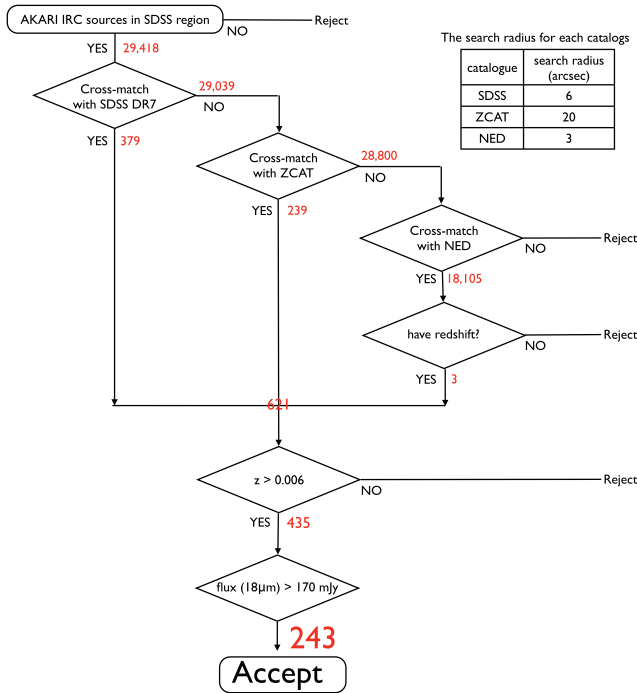 AKARI IRC sources in SDSS region
Reject
NO
YES
29,418
The search radius for each catalogs
catalogue
search radius
(arcsec)
SDSS
6
ZCAT
20
NED
3
Cross-match
with SDSS DR7
29,039
NO
YES
379
Cross-match
with ZCAT
28,800
NO
YES
239
Cross-match
with NED
NO
Reject
YES
18,105
have redshift?
NO
Reject
YES
3
621
z > 0.006
NO
Reject
YES
435
flux (18μm) > 170 mJy
243
Accept